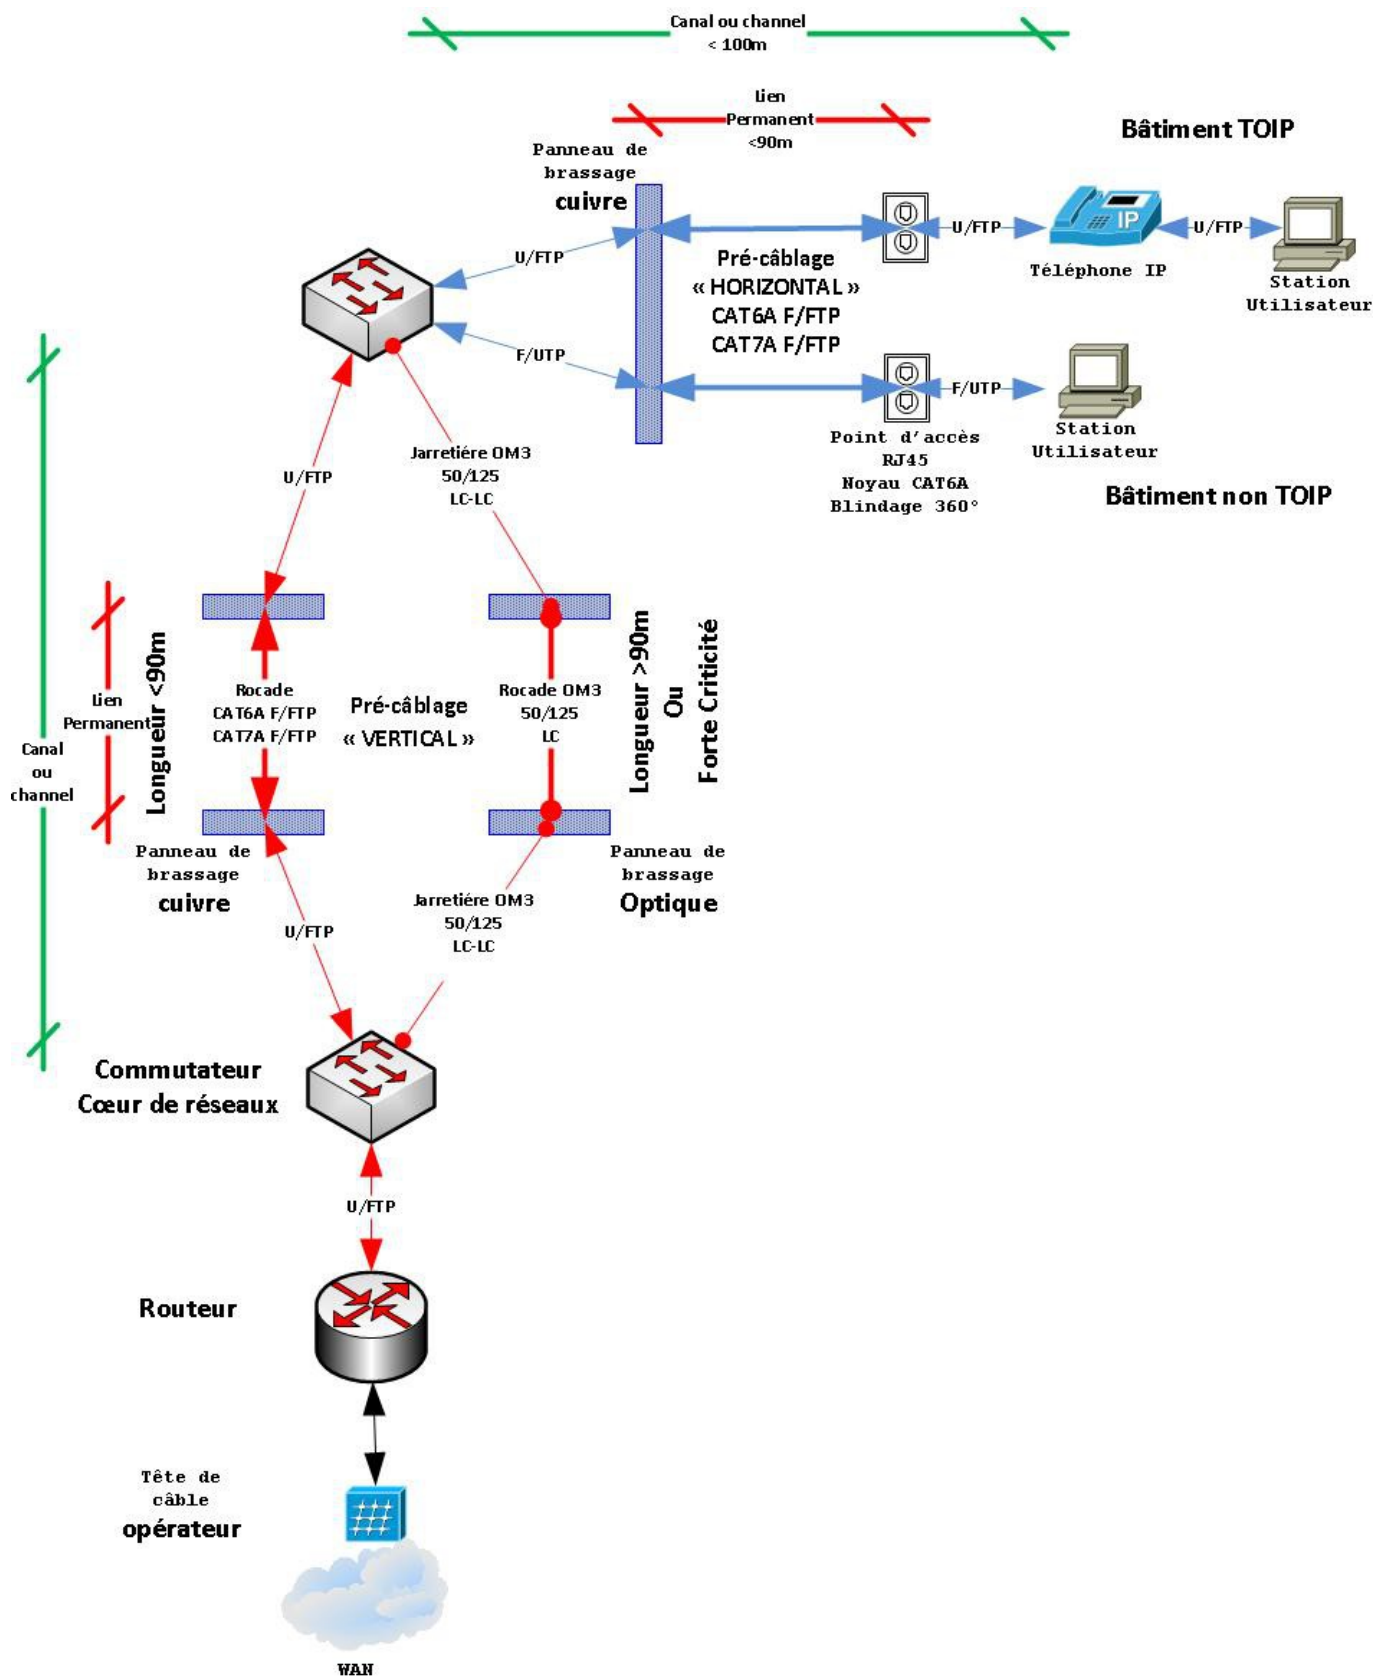 Canal ou channel
< 100m
Lien
Permanent
<90m
Bâtiment TOIP
Panneau de
brassage
cuivre
U/FTP
U/FTP
IP
Téléphone IP
Station
Utilisateur
U/FTP
Pré-câblage
« HORIZONTAL »
CAT6A F/FTP
CAT7A F/FTP
F/UTP
F/UTP
Station
Utilisateur
Point d'accès
RJ45
Noyau CAT6A
Blindage 360°
Bâtiment non TOIP
Jarretiére OM3
50/125
LC-LC
U/FTP
Canal
ou
channel
Lien
Permanent
Longueur <90m
Rocade
CAT6A F/FTP
CAT7A F/FTP
Pré-câblage
« VERTICAL »
Rocade OM3
50/125
LC
Longueur >90m
Ou
Forte Criticité
Panneau de
brassage
cuivre
Panneau de
brassage
Optique
Jarretiére OM3
50/125
LC-LC
U/FTP
Commutateur
Cœur de réseaux
U/FTP
Routeur
Tête de
câble
opérateur
WAN